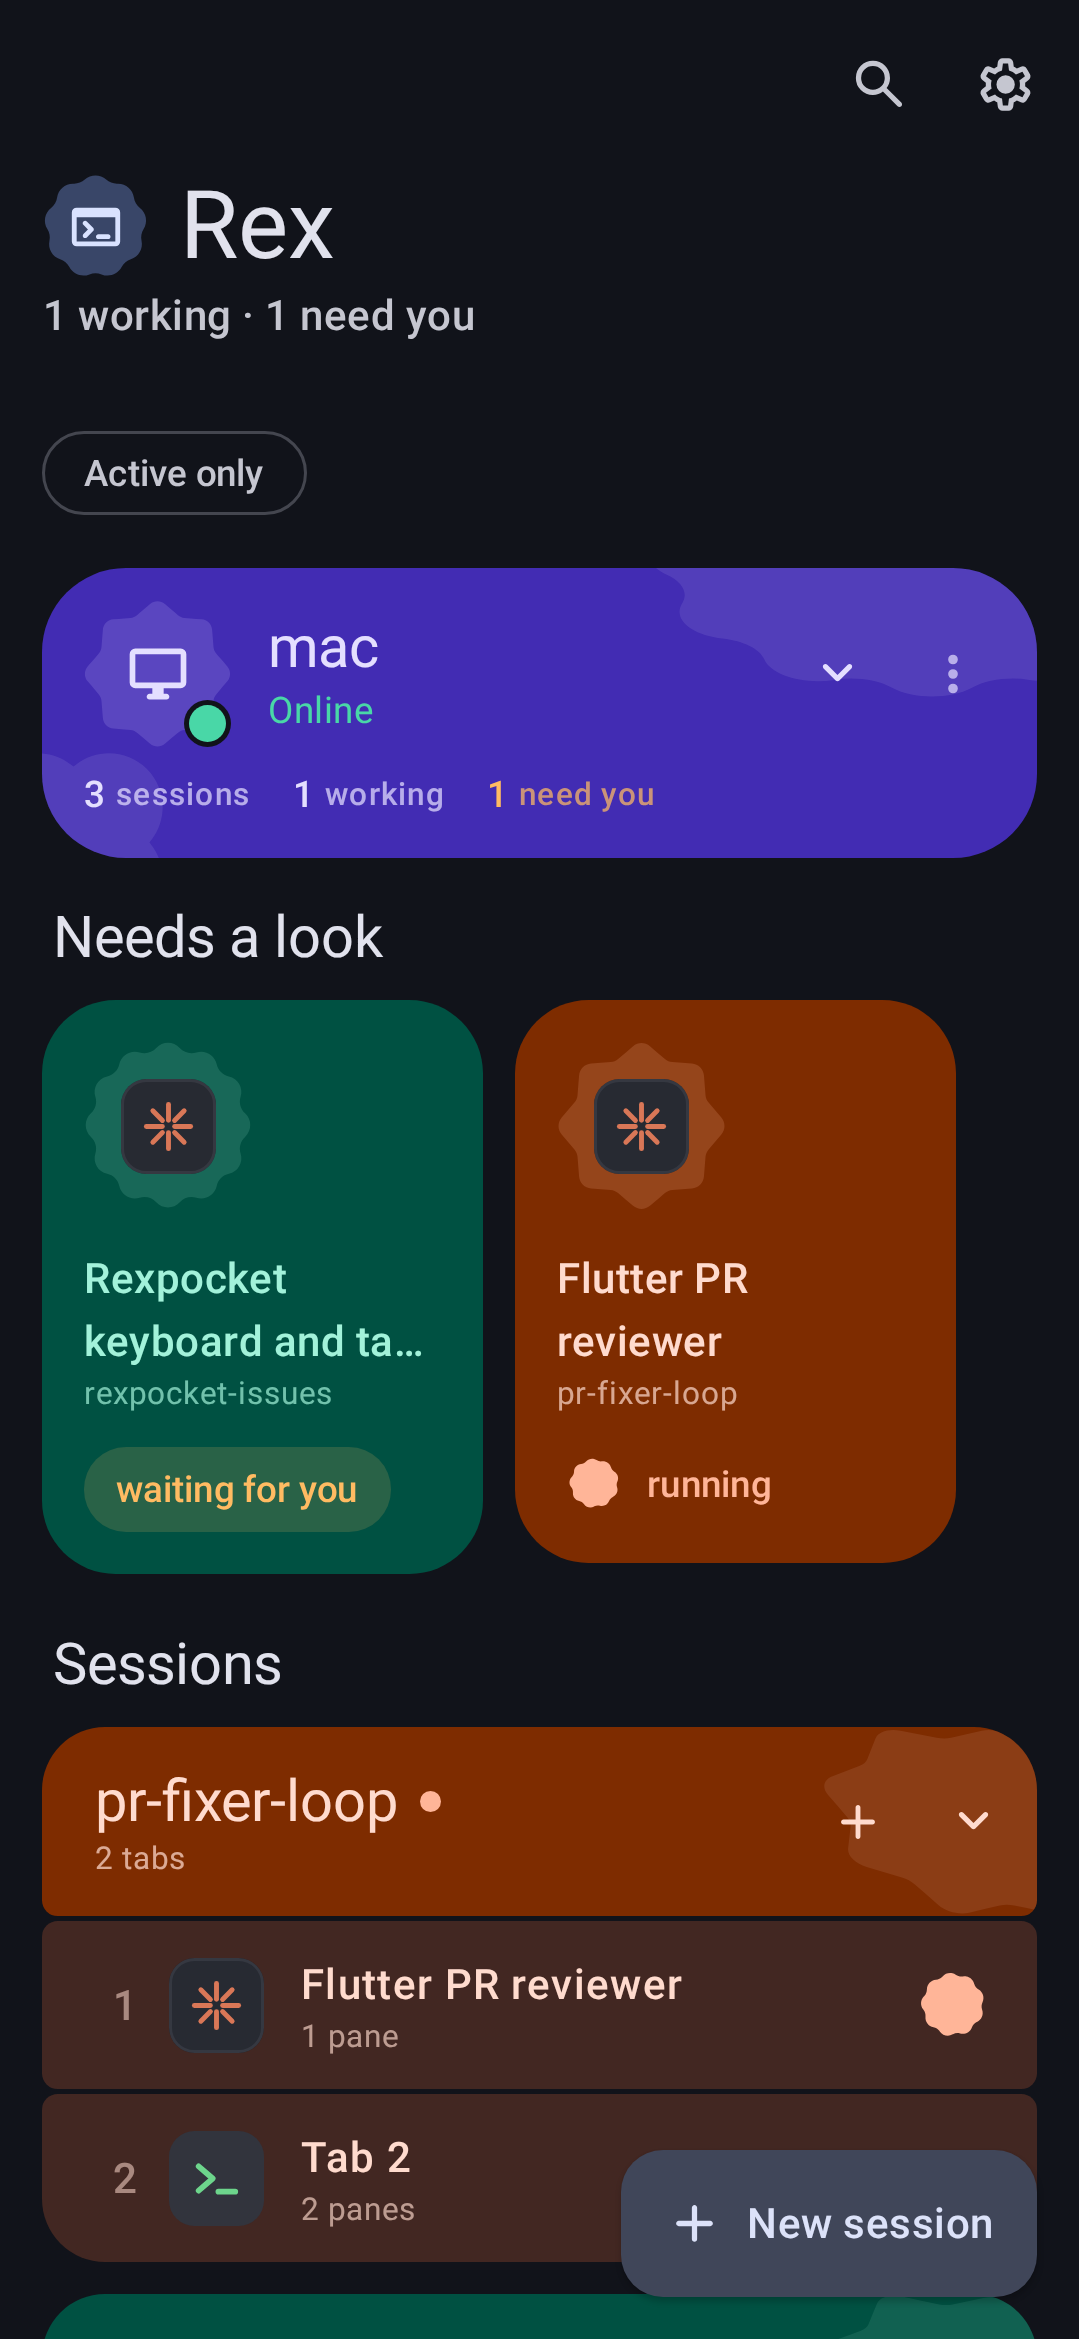 Rex
1 working · 1 need you
Active only
mac
Online
3 sessions 1 working 1 need you
Needs a look
Rexpocket
keyboard and ta...
rexpocket-issues
waiting for you
Flutter PR
reviewer
pr-fixer-loop
running
Sessions
pr-fixer-loop
2 tabs
1 Flutter PR reviewer
1 pane
2 Tab 2
2 panes
New session